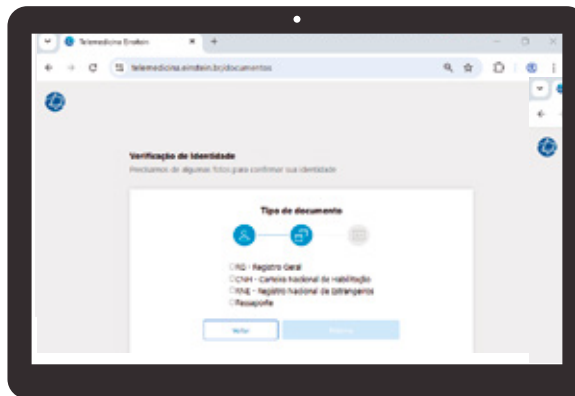 Telemedicina Einstein
telemedicina.einstein.br/documentos
Verificação de Identidade
Precisamos de algumas fotos para confirmar sua identidade
Tipo de documento
RG - Registro Geral
CNH - Carteira Nacional de Habilitação
RNE - Registro Nacional de Estrangeiros
Passaporte
Voltar